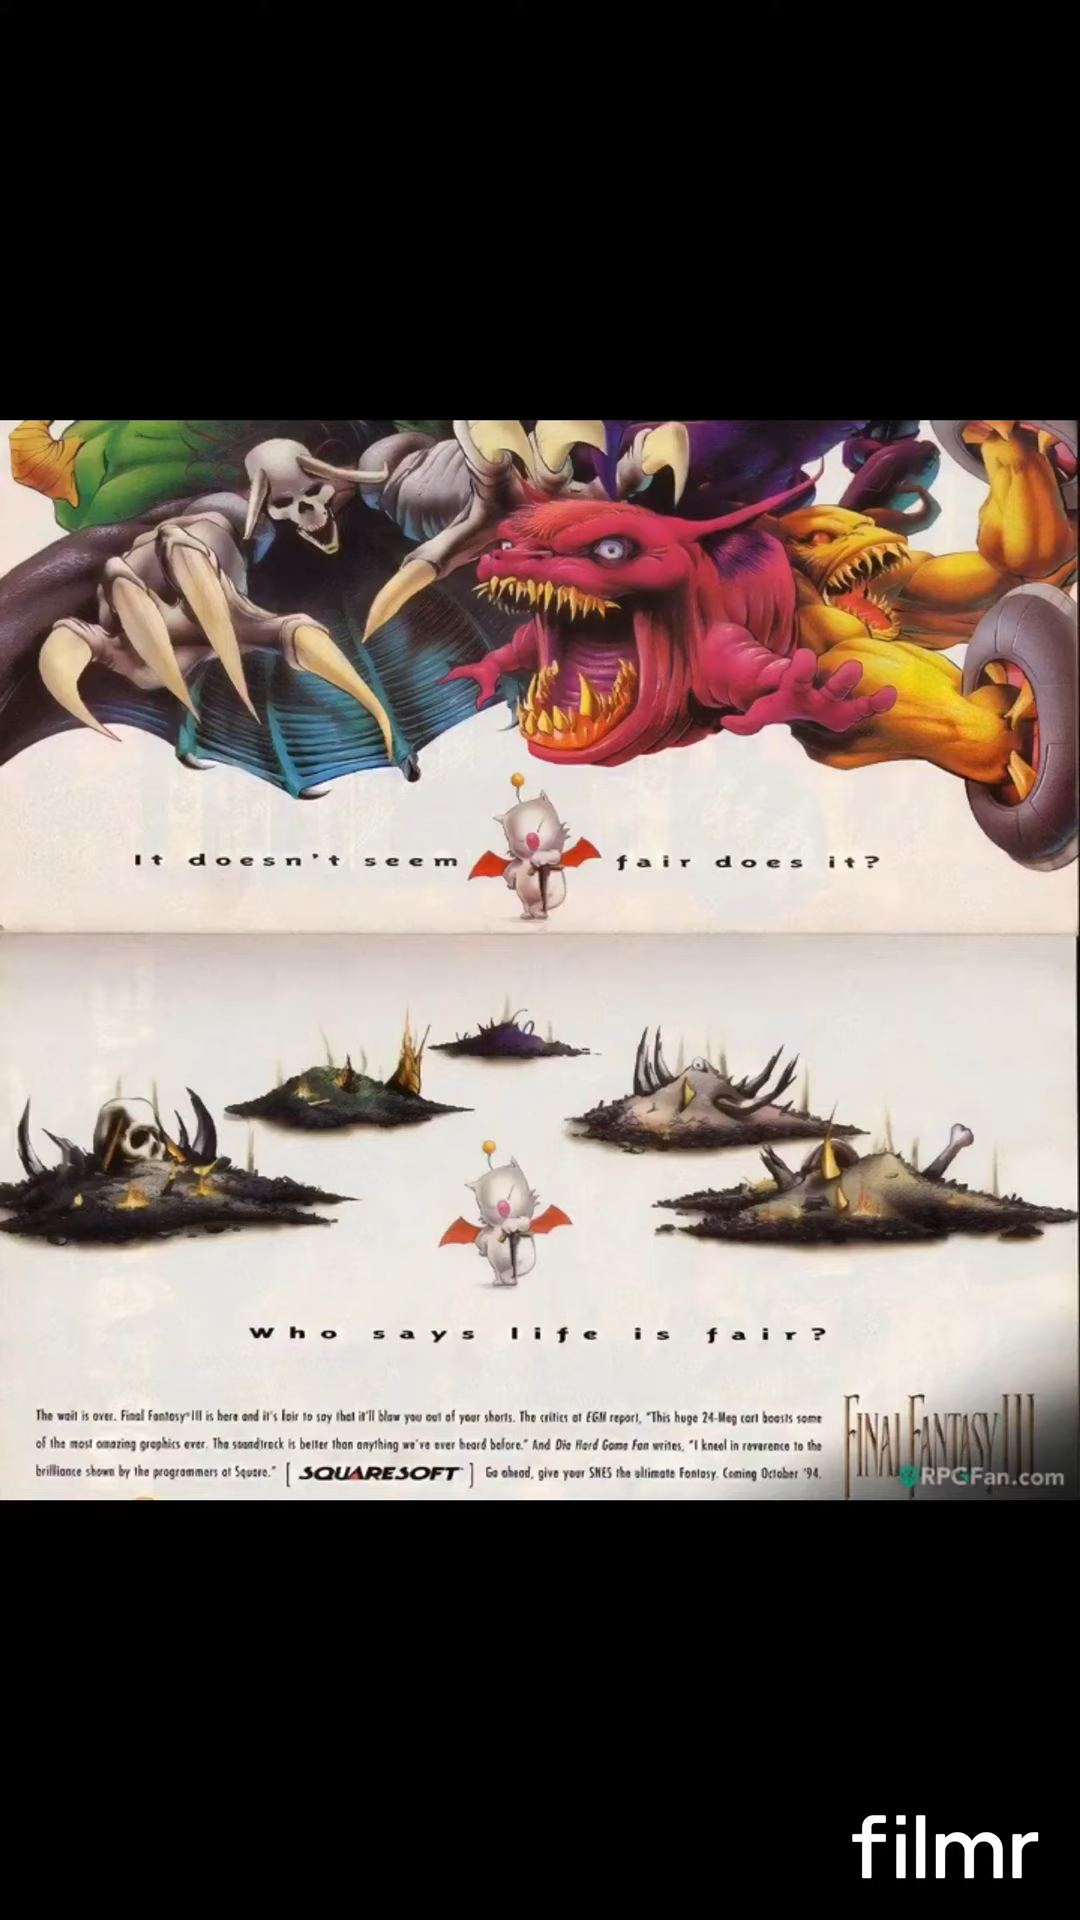 It doesn't seem fair does it?
Who says life is fair?
The wait is over. Final Fantasy® III is here and it's fair to say that it'll blow you out of your shorts. The critics at EGM report, "This huge 24-Meg cart boasts some
of the most amazing graphics ever. The soundtrack is better than anything we've ever heard before." And Die Hard Game Fan writes, "I kneel in reverence to the
brilliance shown by the programmers at Square." [ SQUARESOFT ] Go ahead, give your SNES the ultimate Fantasy. Coming October '94.
FINAL FANTASY III
RPGFan.com
filmr